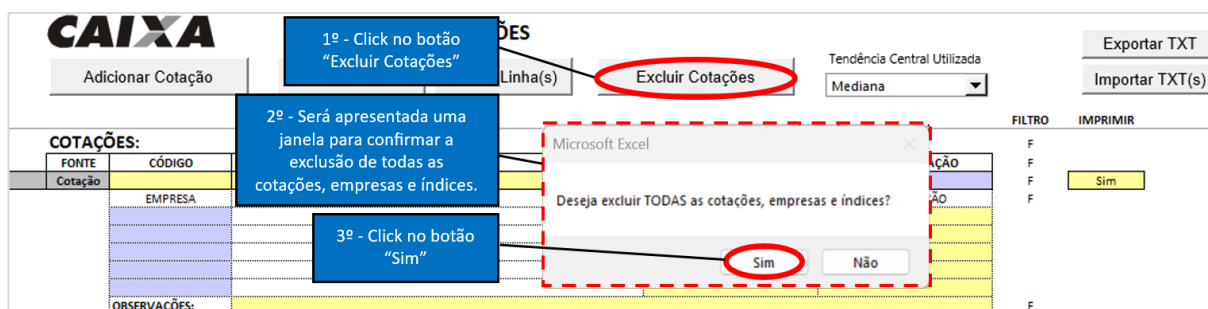 CAIXA
ÕES
1º - Click no botão
“Excluir Cotações”
Adicionar Cotação
Linha(s)
Excluir Cotações
Tendência Central Utilizada
Mediana
Exportar TXT
Importar TXT(s)
2º - Será apresentada uma
janela para confirmar a
exclusão de todas as
cotações, empresas e índices.
FILTRO IMPRIMIR
COTAÇÕES:
F
FONTE CÓDIGO AÇÃO F
Cotação F Sim
EMPRESA ÃO F
Microsoft Excel
Deseja excluir TODAS as cotações, empresas e índices?
3º - Click no botão
“Sim”
Sim Não
OBSERVAÇÕES: F